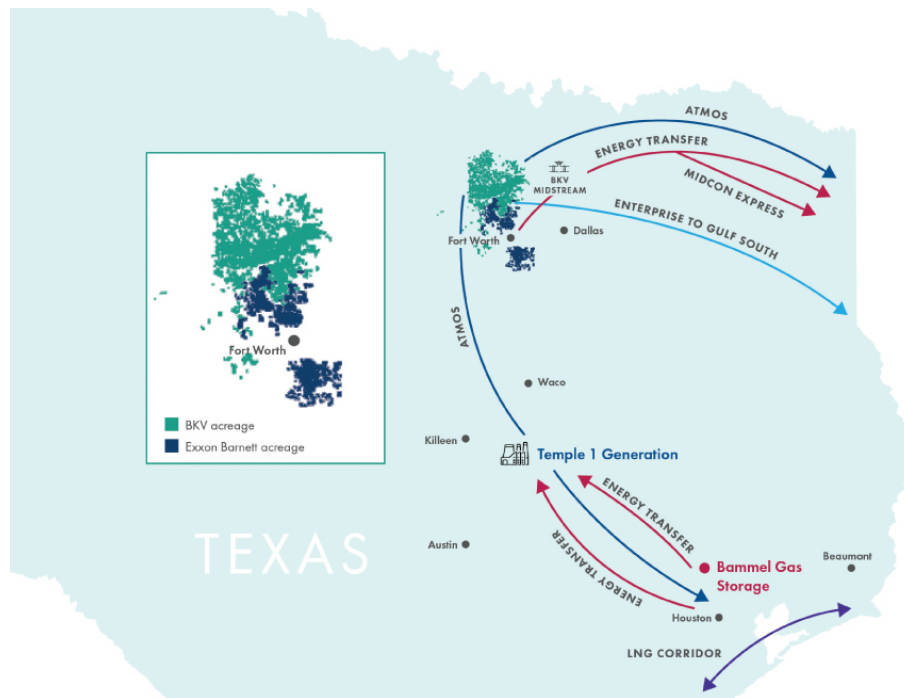 ATMOS
ENERGY TRANSFER
MIDCON EXPRESS
BKV
MIDSTREAM
ENTERPRISE TO GULF SOUTH
Fort Worth
Dallas
Fort Worth
BKV acreage
Exxon Barnett acreage
ATMOS
Waco
Killeen
Temple 1 Generation
ENERGY TRANSFER
TEXAS
Austin
ENERGY TRANSFER
Bammel Gas
Storage
Beaumont
Houston
LNG CORRIDOR